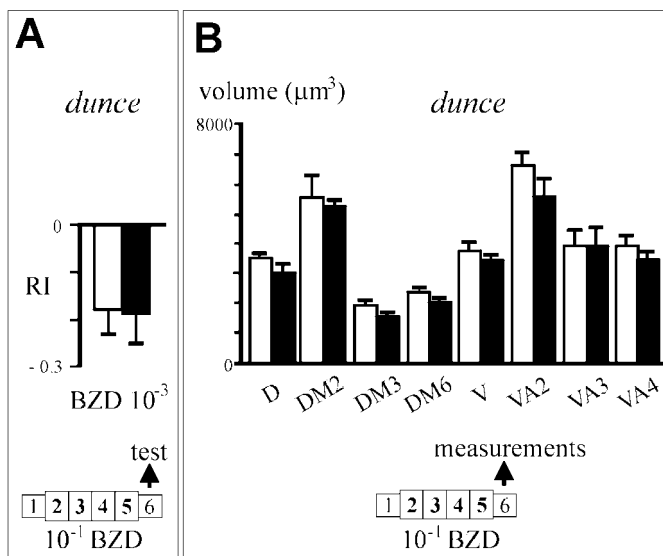 A
dunce
0
RI
- 0.3
BZD 10⁻³
test
1 2 3 4 5 6
10⁻¹ BZD
B
volume (µm³)
dunce
8000
0
D DM2 DM3 DM6 V VA2 VA3 VA4
measurements
1 2 3 4 5 6
10⁻¹ BZD